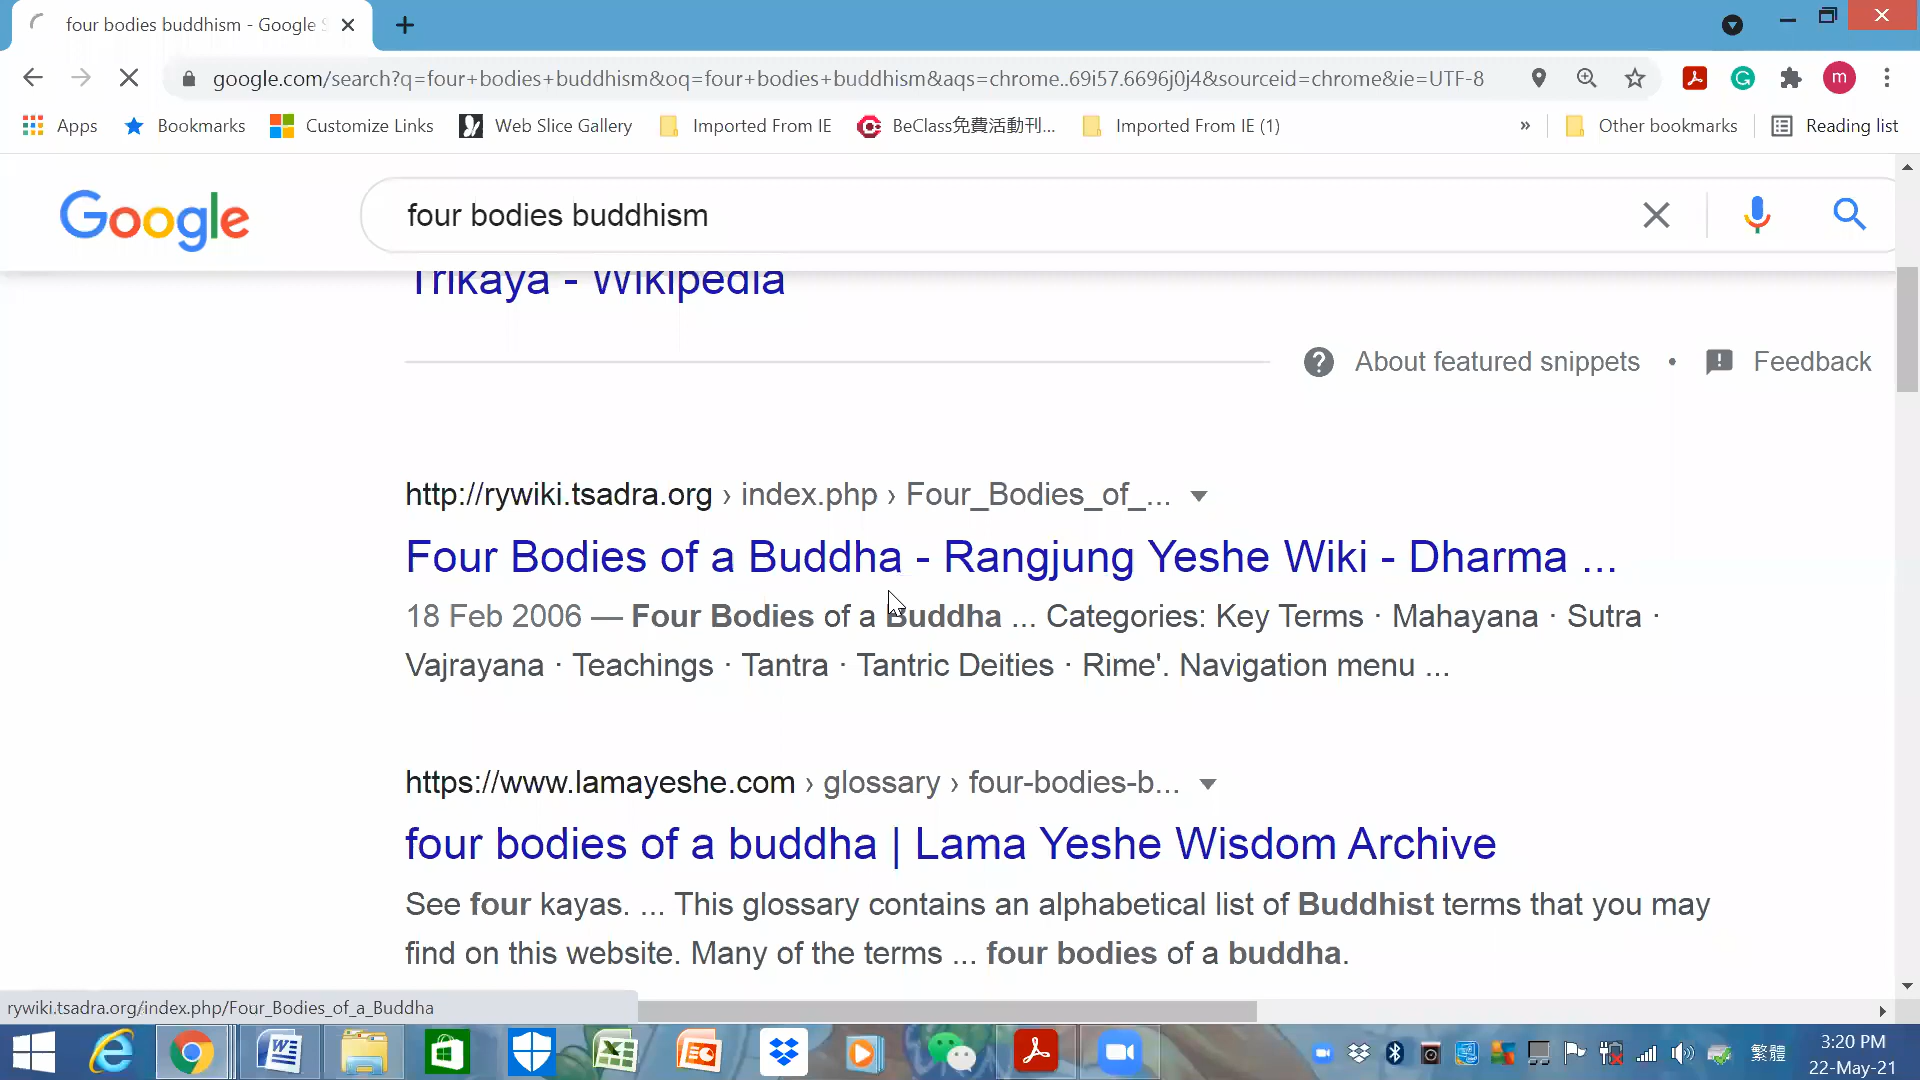 four bodies buddhism - Google S
google.com/search?q=four+bodies+buddhism&oq=four+bodies+buddhism&aqs=chrome..69i57.6696j0j4&sourceid=chrome&ie=UTF-8
m
Apps
Bookmarks
Customize Links
Web Slice Gallery
Imported From IE
BeClass免費活動刊...
Imported From IE (1)
»
Other bookmarks
Reading list
Google
four bodies buddhism
Trikaya - Wikipedia
About featured snippets • Feedback
http://rywiki.tsadra.org › index.php › Four_Bodies_of_...
Four Bodies of a Buddha - Rangjung Yeshe Wiki - Dharma ...
18 Feb 2006 — Four Bodies of a Buddha ... Categories: Key Terms · Mahayana · Sutra ·
Vajrayana · Teachings · Tantra · Tantric Deities · Rime'. Navigation menu ...
https://www.lamayeshe.com › glossary › four-bodies-b...
four bodies of a buddha | Lama Yeshe Wisdom Archive
See four kayas. ... This glossary contains an alphabetical list of Buddhist terms that you may
find on this website. Many of the terms ... four bodies of a buddha.
rywiki.tsadra.org/index.php/Four_Bodies_of_a_Buddha
繁體
3:20 PM
22-May-21